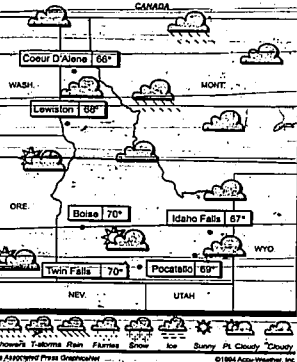 CANADA
Coeur D'Alene 66°
WASH.
MONT.
Lewiston 68°
ORE.
Boise 70°
Idaho Falls 67°
WYO.
Twin Falls 70°
Pocatello 69°
NEV.
UTAH
Showers T-storms Rain Flurries Snow Ice Sunny Pt. Cloudy Cloudy
Associated Press GraphicsNet ©1994 Accu-Weather, Inc.